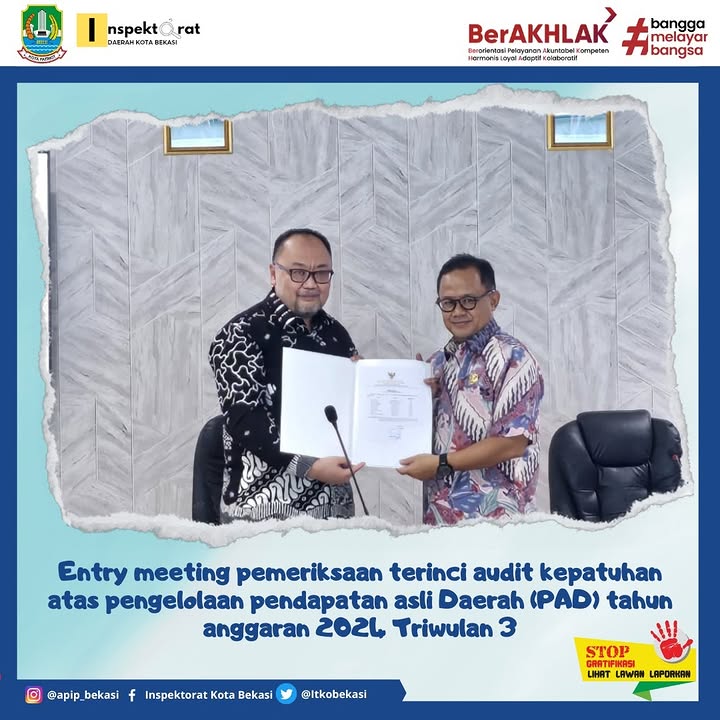 KOTA PATRIOT
Inspektorat
DAERAH KOTA BEKASI
BerAKHLAK
Berorientasi Pelayanan Akuntabel Kompeten
Harmonis Loyal Adaptif Kolaboratif
#bangga
melayani
bangsa
Entry meeting pemeriksaan terinci audit kepatuhan
atas pengelolaan pendapatan asli Daerah (PAD) tahun
anggaran 2024, Triwulan 3
STOP
GRATIFIKASI
LIHAT LAWAN LAPORKAN
@apip_bekasi f Inspektorat Kota Bekasi @Itkobekasi